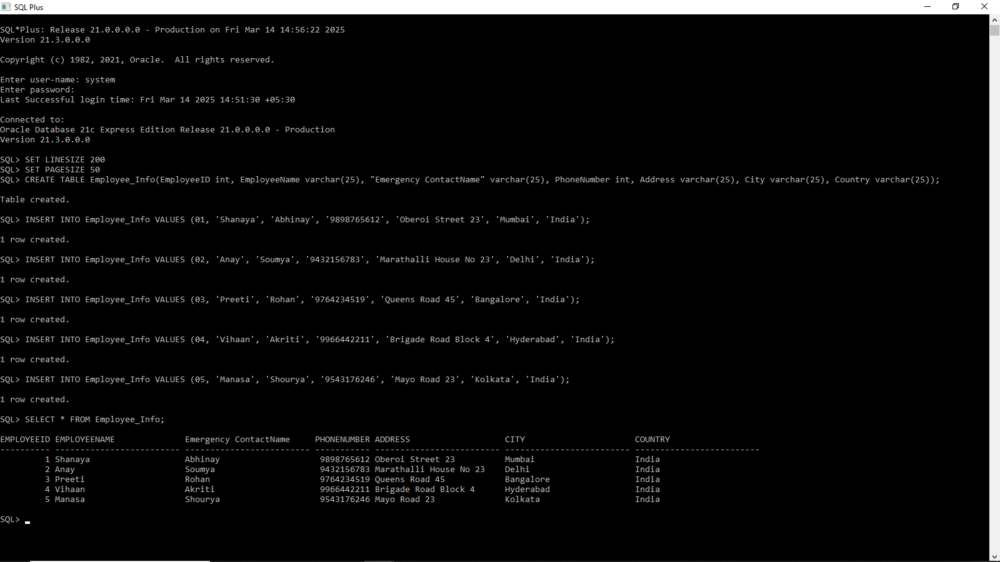 SQL Plus
SQL*Plus: Release 21.0.0.0.0 - Production on Fri Mar 14 14:56:22 2025
Version 21.3.0.0.0
Copyright (c) 1982, 2021, Oracle.  All rights reserved.
Enter user-name: system
Enter password:
Last Successful login time: Fri Mar 14 2025 14:51:30 +05:30
Connected to:
Oracle Database 21c Express Edition Release 21.0.0.0.0 - Production
Version 21.3.0.0.0
SQL> SET LINESIZE 200
SQL> SET PAGESIZE 50
SQL> CREATE TABLE Employee_Info(EmployeeID int, EmployeeName varchar(25), "Emergency ContactName" varchar(25), PhoneNumber int, Address varchar(25), City varchar(25), Country varchar(25));
Table created.
SQL> INSERT INTO Employee_Info VALUES (01, 'Shanaya', 'Abhinay', '9898765612', 'Oberoi Street 23', 'Mumbai', 'India');
1 row created.
SQL> INSERT INTO Employee_Info VALUES (02, 'Anay', 'Soumya', '9432156783', 'Marathalli House No 23', 'Delhi', 'India');
1 row created.
SQL> INSERT INTO Employee_Info VALUES (03, 'Preeti', 'Rohan', '9764234519', 'Queens Road 45', 'Bangalore', 'India');
1 row created.
SQL> INSERT INTO Employee_Info VALUES (04, 'Vihaan', 'Akriti', '9966442211', 'Brigade Road Block 4', 'Hyderabad', 'India');
1 row created.
SQL> INSERT INTO Employee_Info VALUES (05, 'Manasa', 'Shourya', '9543176246', 'Mayo Road 23', 'Kolkata', 'India');
1 row created.
SQL> SELECT * FROM Employee_Info;
EMPLOYEEID EMPLOYEENAME              Emergency ContactName     PHONENUMBER ADDRESS                   CITY                      COUNTRY
---------- ------------------------- ------------------------- ----------- ------------------------- ------------------------- -------------------------
         1 Shanaya                   Abhinay                    9898765612 Oberoi Street 23          Mumbai                    India
         2 Anay                      Soumya                     9432156783 Marathalli House No 23    Delhi                     India
         3 Preeti                    Rohan                      9764234519 Queens Road 45            Bangalore                 India
         4 Vihaan                    Akriti                     9966442211 Brigade Road Block 4      Hyderabad                 India
         5 Manasa                    Shourya                    9543176246 Mayo Road 23              Kolkata                   India
SQL>